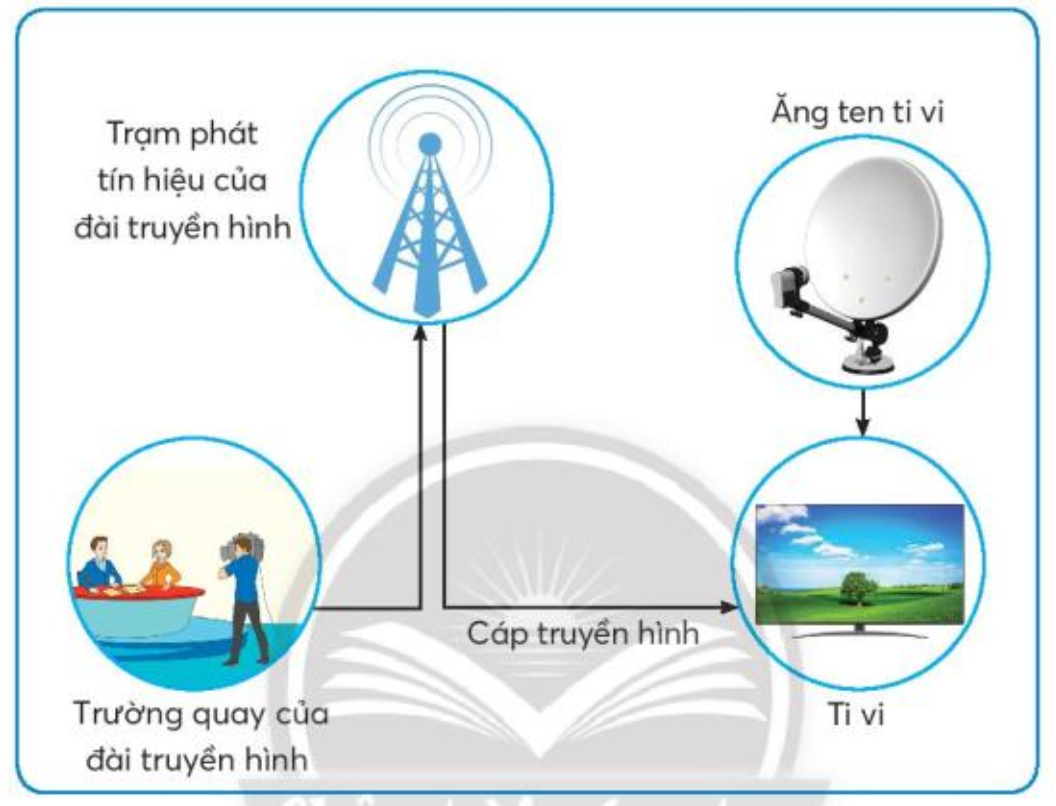 Trạm phát
tín hiệu của
đài truyền hình
Ăng ten ti vi
Cáp truyền hình
Trường quay của
đài truyền hình
Ti vi